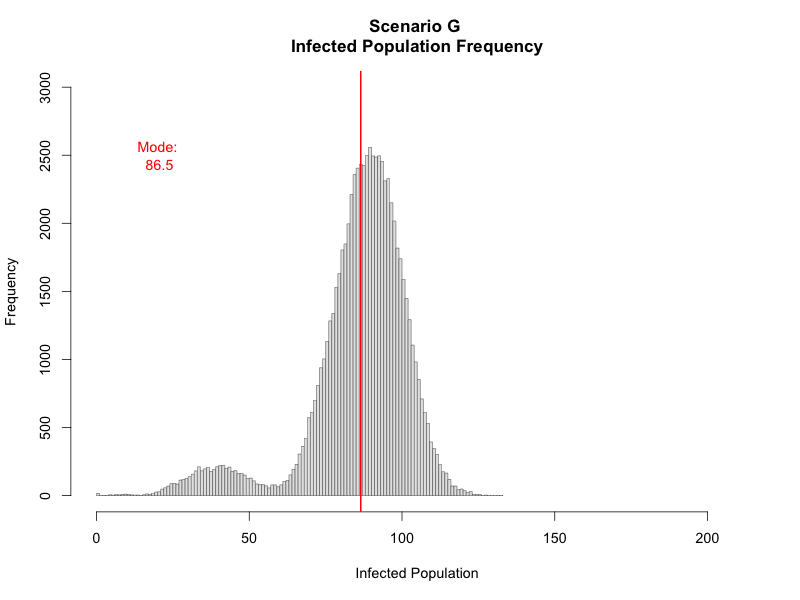 Scenario G
Infected Population Frequency
3000
2500
2000
1500
1000
500
0
Frequency
Mode:
86.5
0 50 100 150 200
Infected Population